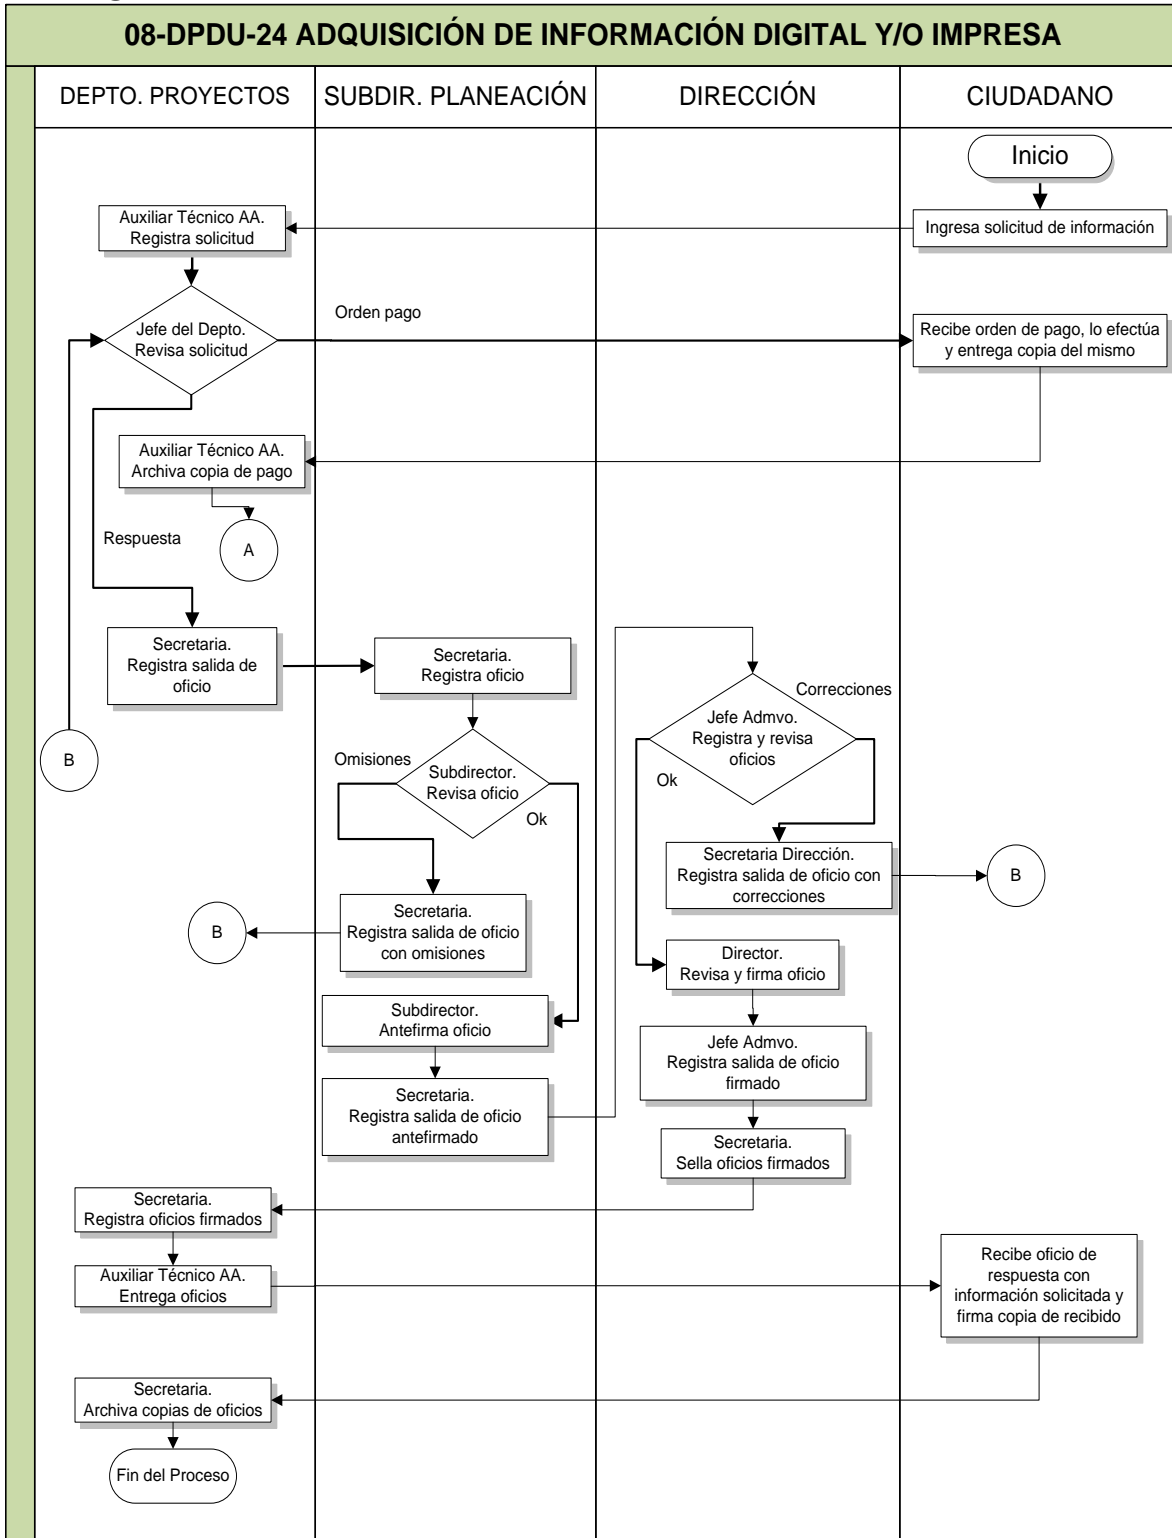 08-DPDU-24 ADQUISICIÓN DE INFORMACIÓN DIGITAL Y/O IMPRESA
DEPTO. PROYECTOS
SUBDIR. PLANEACIÓN
DIRECCIÓN
CIUDADANO
Inicio
Auxiliar Técnico AA.
Registra solicitud
Ingresa solicitud de información
Jefe del Depto.
Revisa solicitud
Orden pago
Recibe orden de pago, lo efectúa
y entrega copia del mismo
Auxiliar Técnico AA.
Archiva copia de pago
Respuesta
A
Secretaria.
Registra salida de
oficio
Secretaria.
Registra oficio
Correcciones
Jefe Admvo.
Registra y revisa
oficios
Ok
B
Omisiones
Subdirector.
Revisa oficio
Ok
Secretaria Dirección.
Registra salida de oficio con
correcciones
B
B
Secretaria.
Registra salida de oficio
con omisiones
Director.
Revisa y firma oficio
Subdirector.
Antefirma oficio
Jefe Admvo.
Registra salida de oficio
firmado
Secretaria.
Registra salida de oficio
antefirmado
Secretaria.
Sella oficios firmados
Secretaria.
Registra oficios firmados
Auxiliar Técnico AA.
Entrega oficios
Recibe oficio de
respuesta con
información solicitada y
firma copia de recibido
Secretaria.
Archiva copias de oficios
Fin del Proceso